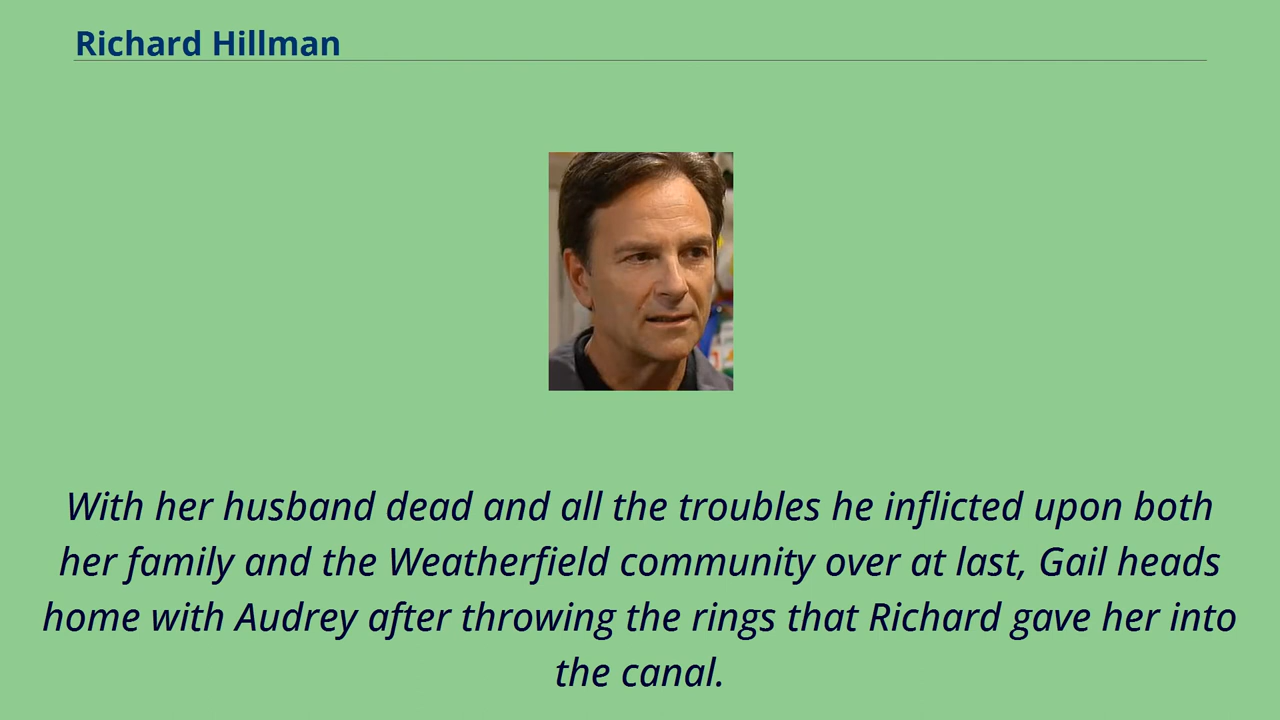 Richard Hillman
With her husband dead and all the troubles he inflicted upon both
her family and the Weatherfield community over at last, Gail heads
home with Audrey after throwing the rings that Richard gave her into
the canal.